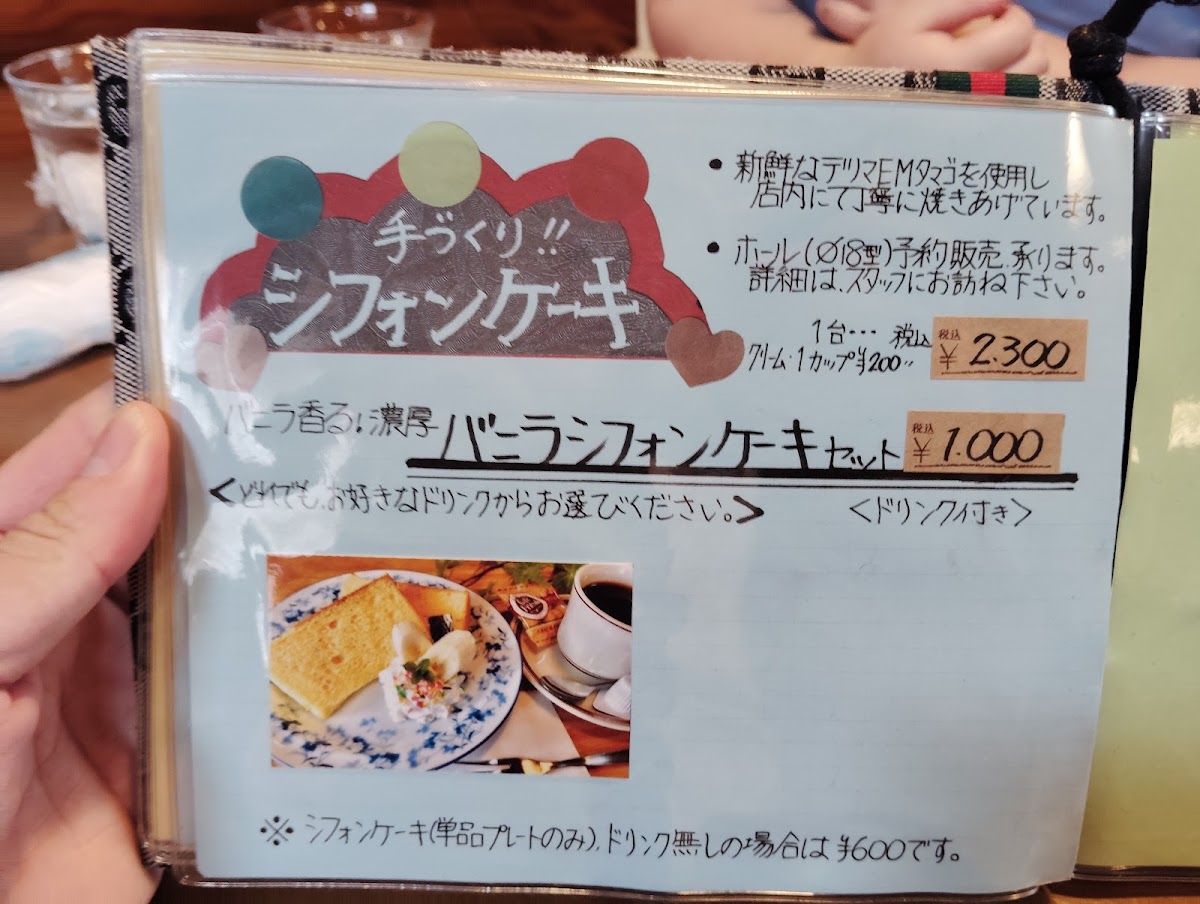 手づくり!!
シフォンケーキ
• 新鮮なデリマEMタマゴを使用し
店内にて丁寧に焼きあげています。
• ホール(Ø18型)予約販売承ります。
詳細は、スタッフにお訪ね下さい。
1台… 税込 税込 ¥2.300
クリーム・1カップ¥200〃
バニラ香る♪濃厚 バニラシフォンケーキセット 税込 ¥1.000
<どれでも、お好きなドリンクからお選びください。> <ドリンク付き>
※ シフォンケーキ(単品プレートのみ)、ドリンク無しの場合は¥600です。